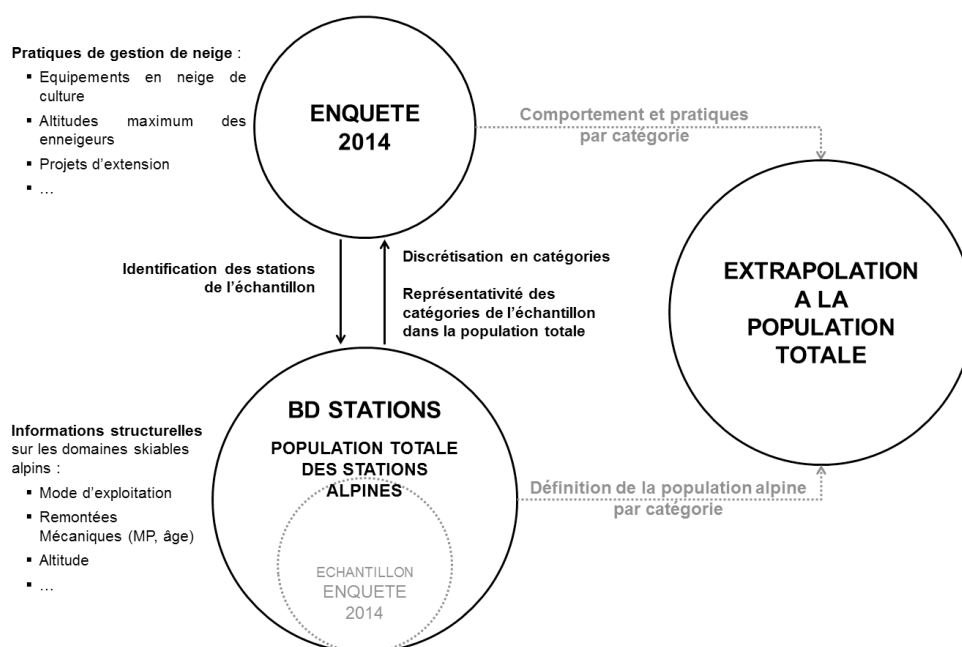 Pratiques de gestion de neige :
▪ Equipements en neige de
culture
▪ Altitudes maximum des
enneigeurs
▪ Projets d'extension
▪ …
ENQUETE
2014
Comportement et pratiques
par catégorie
Identification des stations
de l'échantillon
Discrétisation en catégories
Représentativité des
catégories de l'échantillon
dans la population totale
EXTRAPOLATION
A LA
POPULATION
TOTALE
Informations structurelles
sur les domaines skiables
alpins :
▪ Mode d'exploitation
▪ Remontées
Mécaniques (MP, âge)
▪ Altitude
▪ …
BD STATIONS
POPULATION TOTALE
DES STATIONS
ALPINES
ECHANTILLON
ENQUETE
2014
Définition de la population alpine
par catégorie